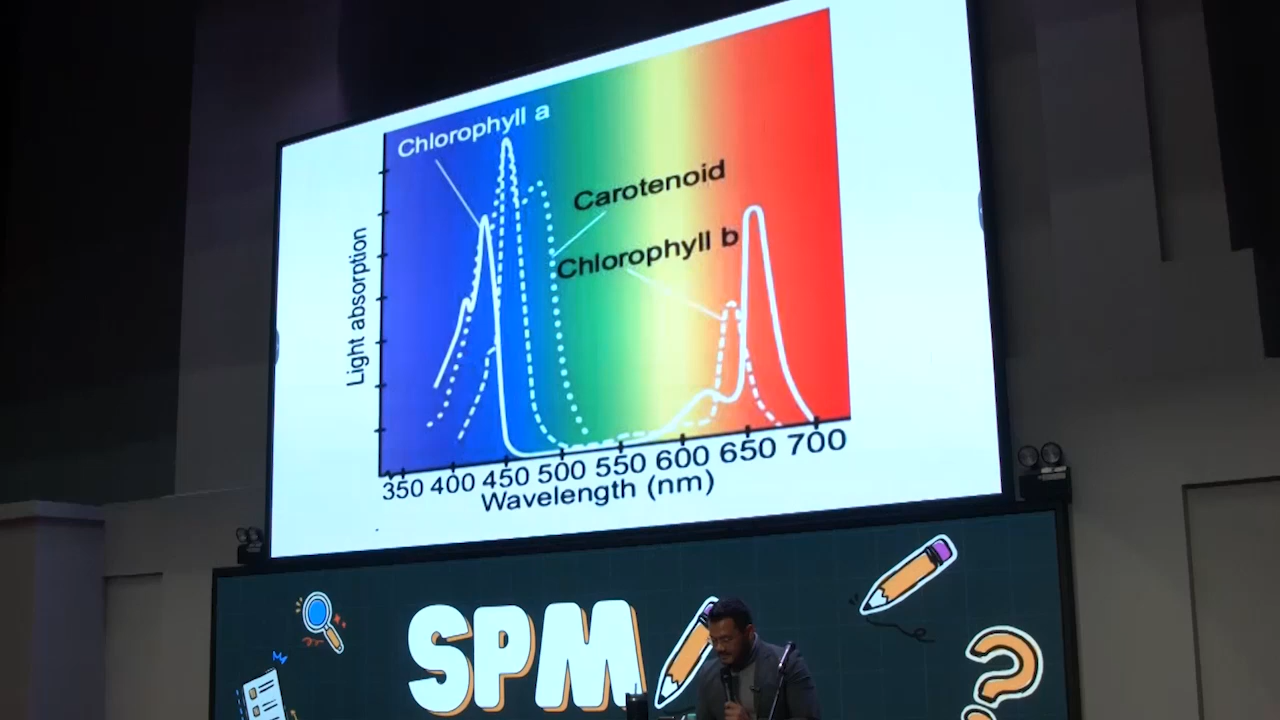 Chlorophyll a
Carotenoid
Chlorophyll b
Light absorption
350 400 450 500 550 600 650 700
Wavelength (nm)
SPM
?